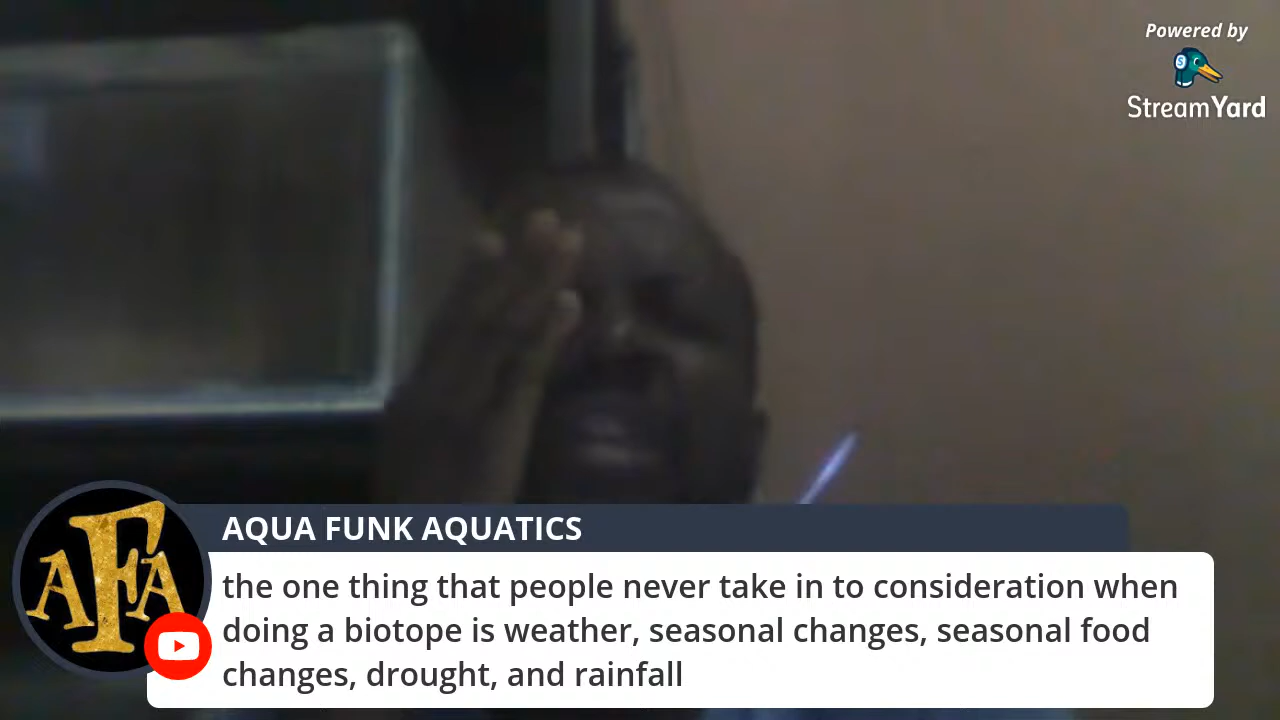 Powered by
StreamYard
AQUA FUNK AQUATICS
AFA
the one thing that people never take in to consideration when
doing a biotope is weather, seasonal changes, seasonal food
changes, drought, and rainfall